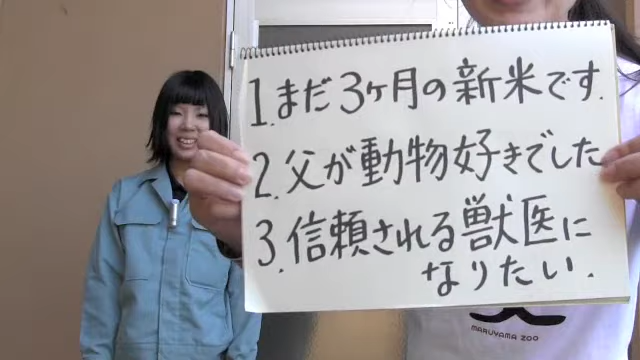 1. まだ3ヶ月の新米です.
2. 父が動物好きでした
3. 信頼される獣医に
なりたい.
MARUYAMA ZOO